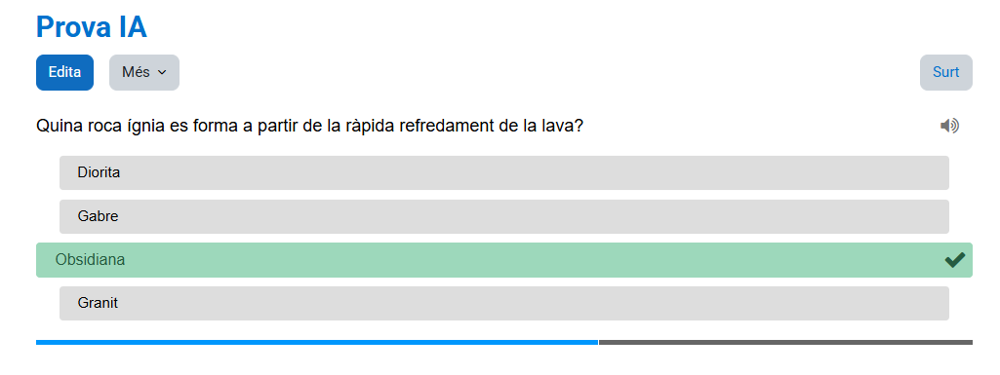 Prova IA
Edita Més Surt
Quina roca ígnia es forma a partir de la ràpida refredament de la lava?
Diorita
Gabre
Obsidiana
Granit